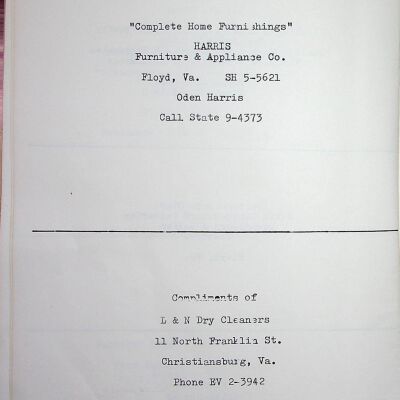 "Complete Home Furnishings"
HARRIS
Furniture & Appliance Co.
Floyd, Va. SH 5-5621
Oden Harris
Call State 9-4373
Compliments of
L & N Dry Cleaners
11 North Franklin St.
Christiansburg, Va.
Phone EV 2-3942